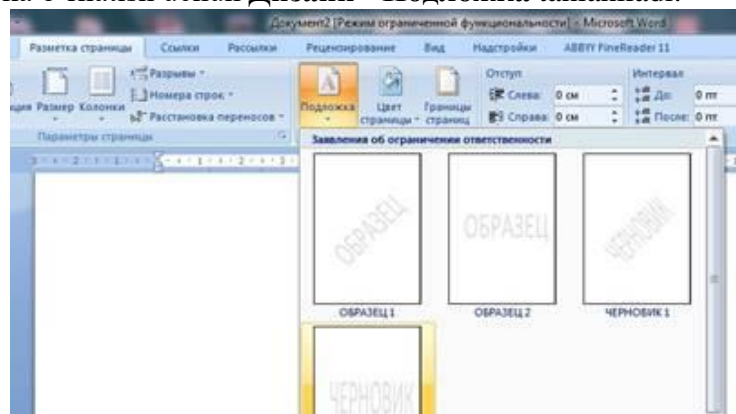 Дизайн - Подложка tanlanadi.
Документ2 [Режим ограниченной функциональности] - Microsoft Word
Разметка страницы Ссылки Рассылки Рецензирование Вид Надстройки ABBYY FineReader 11
Размер Колонки Разрывы Номера строк Расстановка переносов
Подложка Цвет страницы Границы страниц
Отступ Слева: 0 см Справа: 0 см
Интервал До: 0 пт После: 0 пт
Параметры страницы
Заявления об ограничении ответственности
ОБРАЗЕЦ ОБРАЗЕЦ ЧЕРНОВИК
ОБРАЗЕЦ 1 ОБРАЗЕЦ 2 ЧЕРНОВИК 1
ЧЕРНОВИК